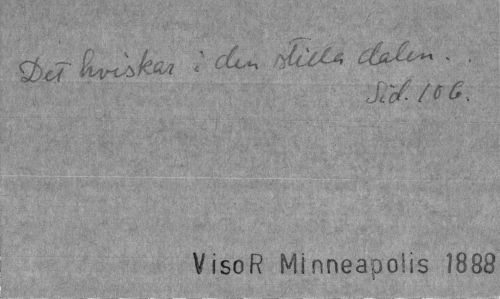 Det hviskar i den stilla dalen..
Sid. 106.
VisoR Minneapolis 1888